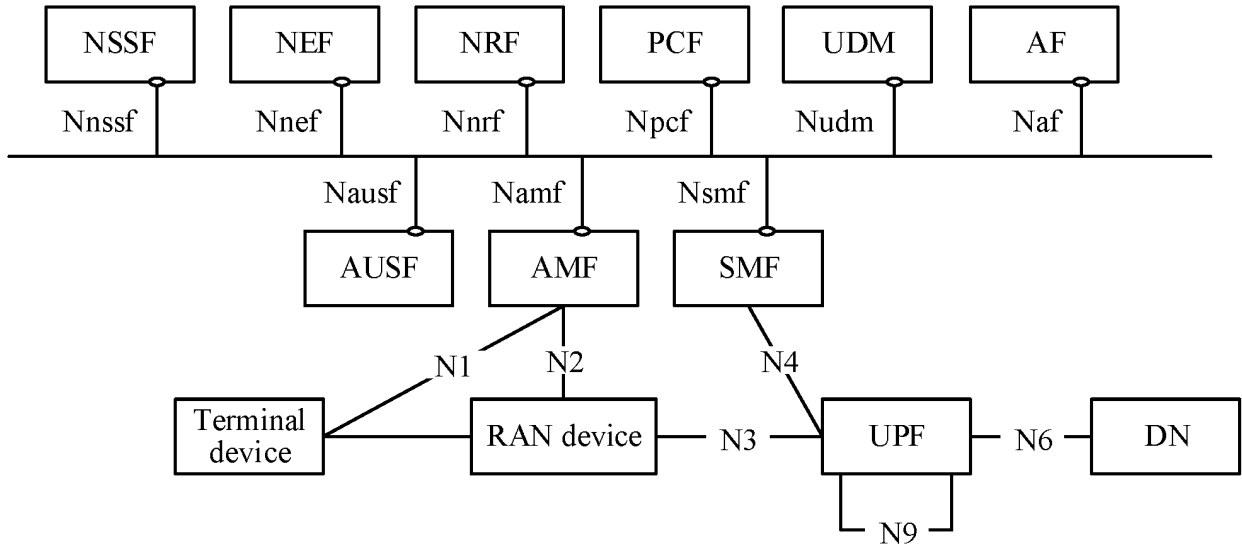 NSSF
NEF
NRF
PCF
UDM
AF
Nnssf
Nnef
Nnrf
Npcf
Nudm
Naf
Nausf
Namf
Nsmf
AUSF
AMF
SMF
N1
N2
N4
Terminal
device
RAN device
N3
UPF
N6
DN
N9